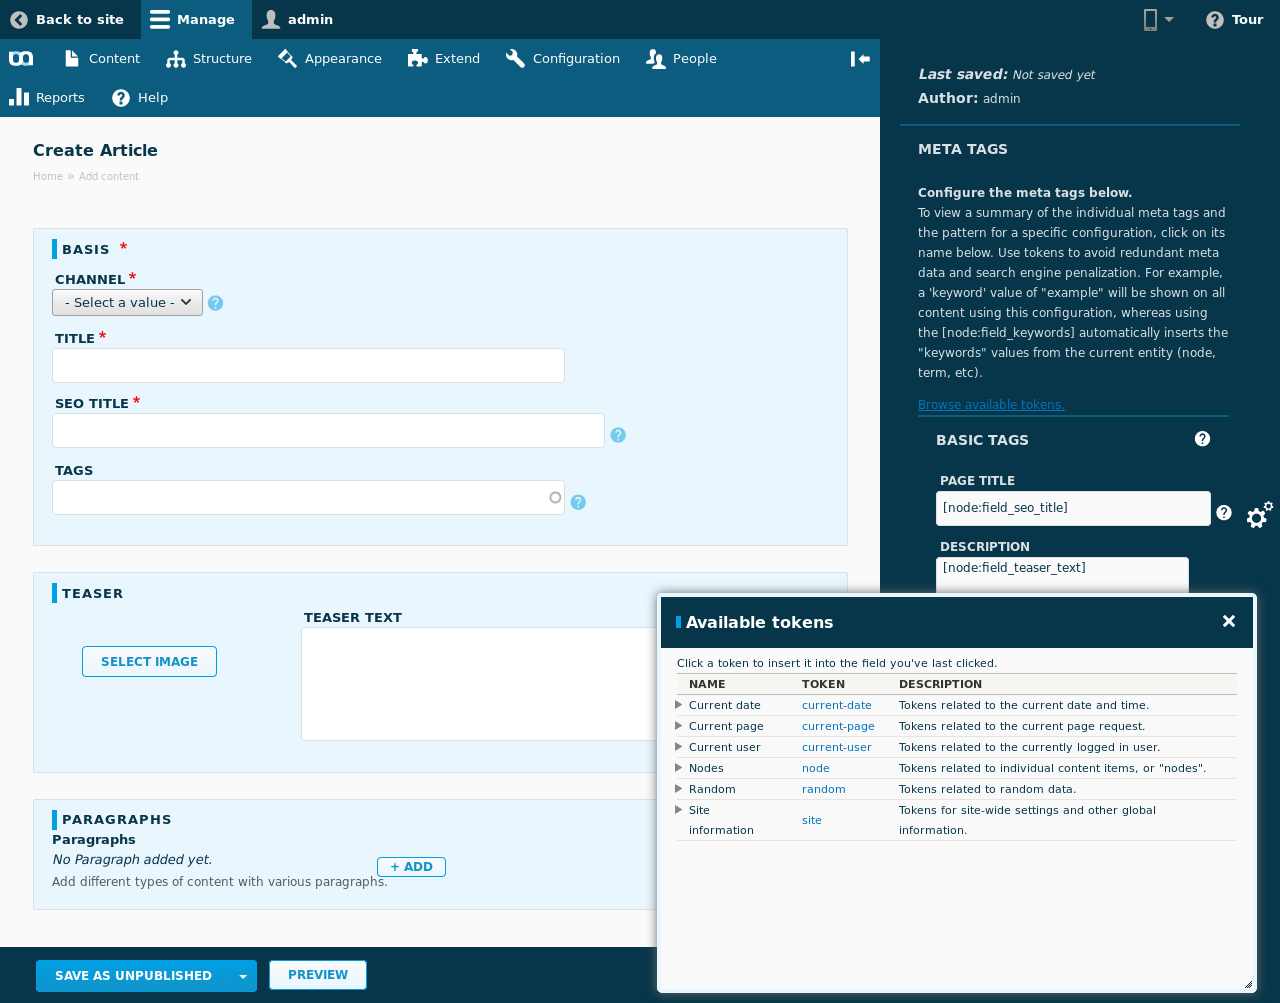 Back to site
Manage
admin
Tour
Content
Structure
Appearance
Extend
Configuration
People
Reports
Help
Create Article
Home » Add content
BASIS *
CHANNEL *
- Select a value -
TITLE *
SEO TITLE *
TAGS
TEASER
SELECT IMAGE
TEASER TEXT
PARAGRAPHS
Paragraphs
No Paragraph added yet.
+ ADD
Add different types of content with various paragraphs.
SAVE AS UNPUBLISHED
PREVIEW
Last saved: Not saved yet
Author: admin
META TAGS
Configure the meta tags below.
To view a summary of the individual meta tags and
the pattern for a specific configuration, click on its
name below. Use tokens to avoid redundant meta
data and search engine penalization. For example,
a 'keyword' value of "example" will be shown on all
content using this configuration, whereas using
the [node:field_keywords] automatically inserts the
"keywords" values from the current entity (node,
term, etc).
Browse available tokens.
BASIC TAGS
PAGE TITLE
[node:field_seo_title]
DESCRIPTION
[node:field_teaser_text]
Available tokens
Click a token to insert it into the field you've last clicked.
NAME TOKEN DESCRIPTION
Current date current-date Tokens related to the current date and time.
Current page current-page Tokens related to the current page request.
Current user current-user Tokens related to the currently logged in user.
Nodes node Tokens related to individual content items, or "nodes".
Random random Tokens related to random data.
Site information site Tokens for site-wide settings and other global information.